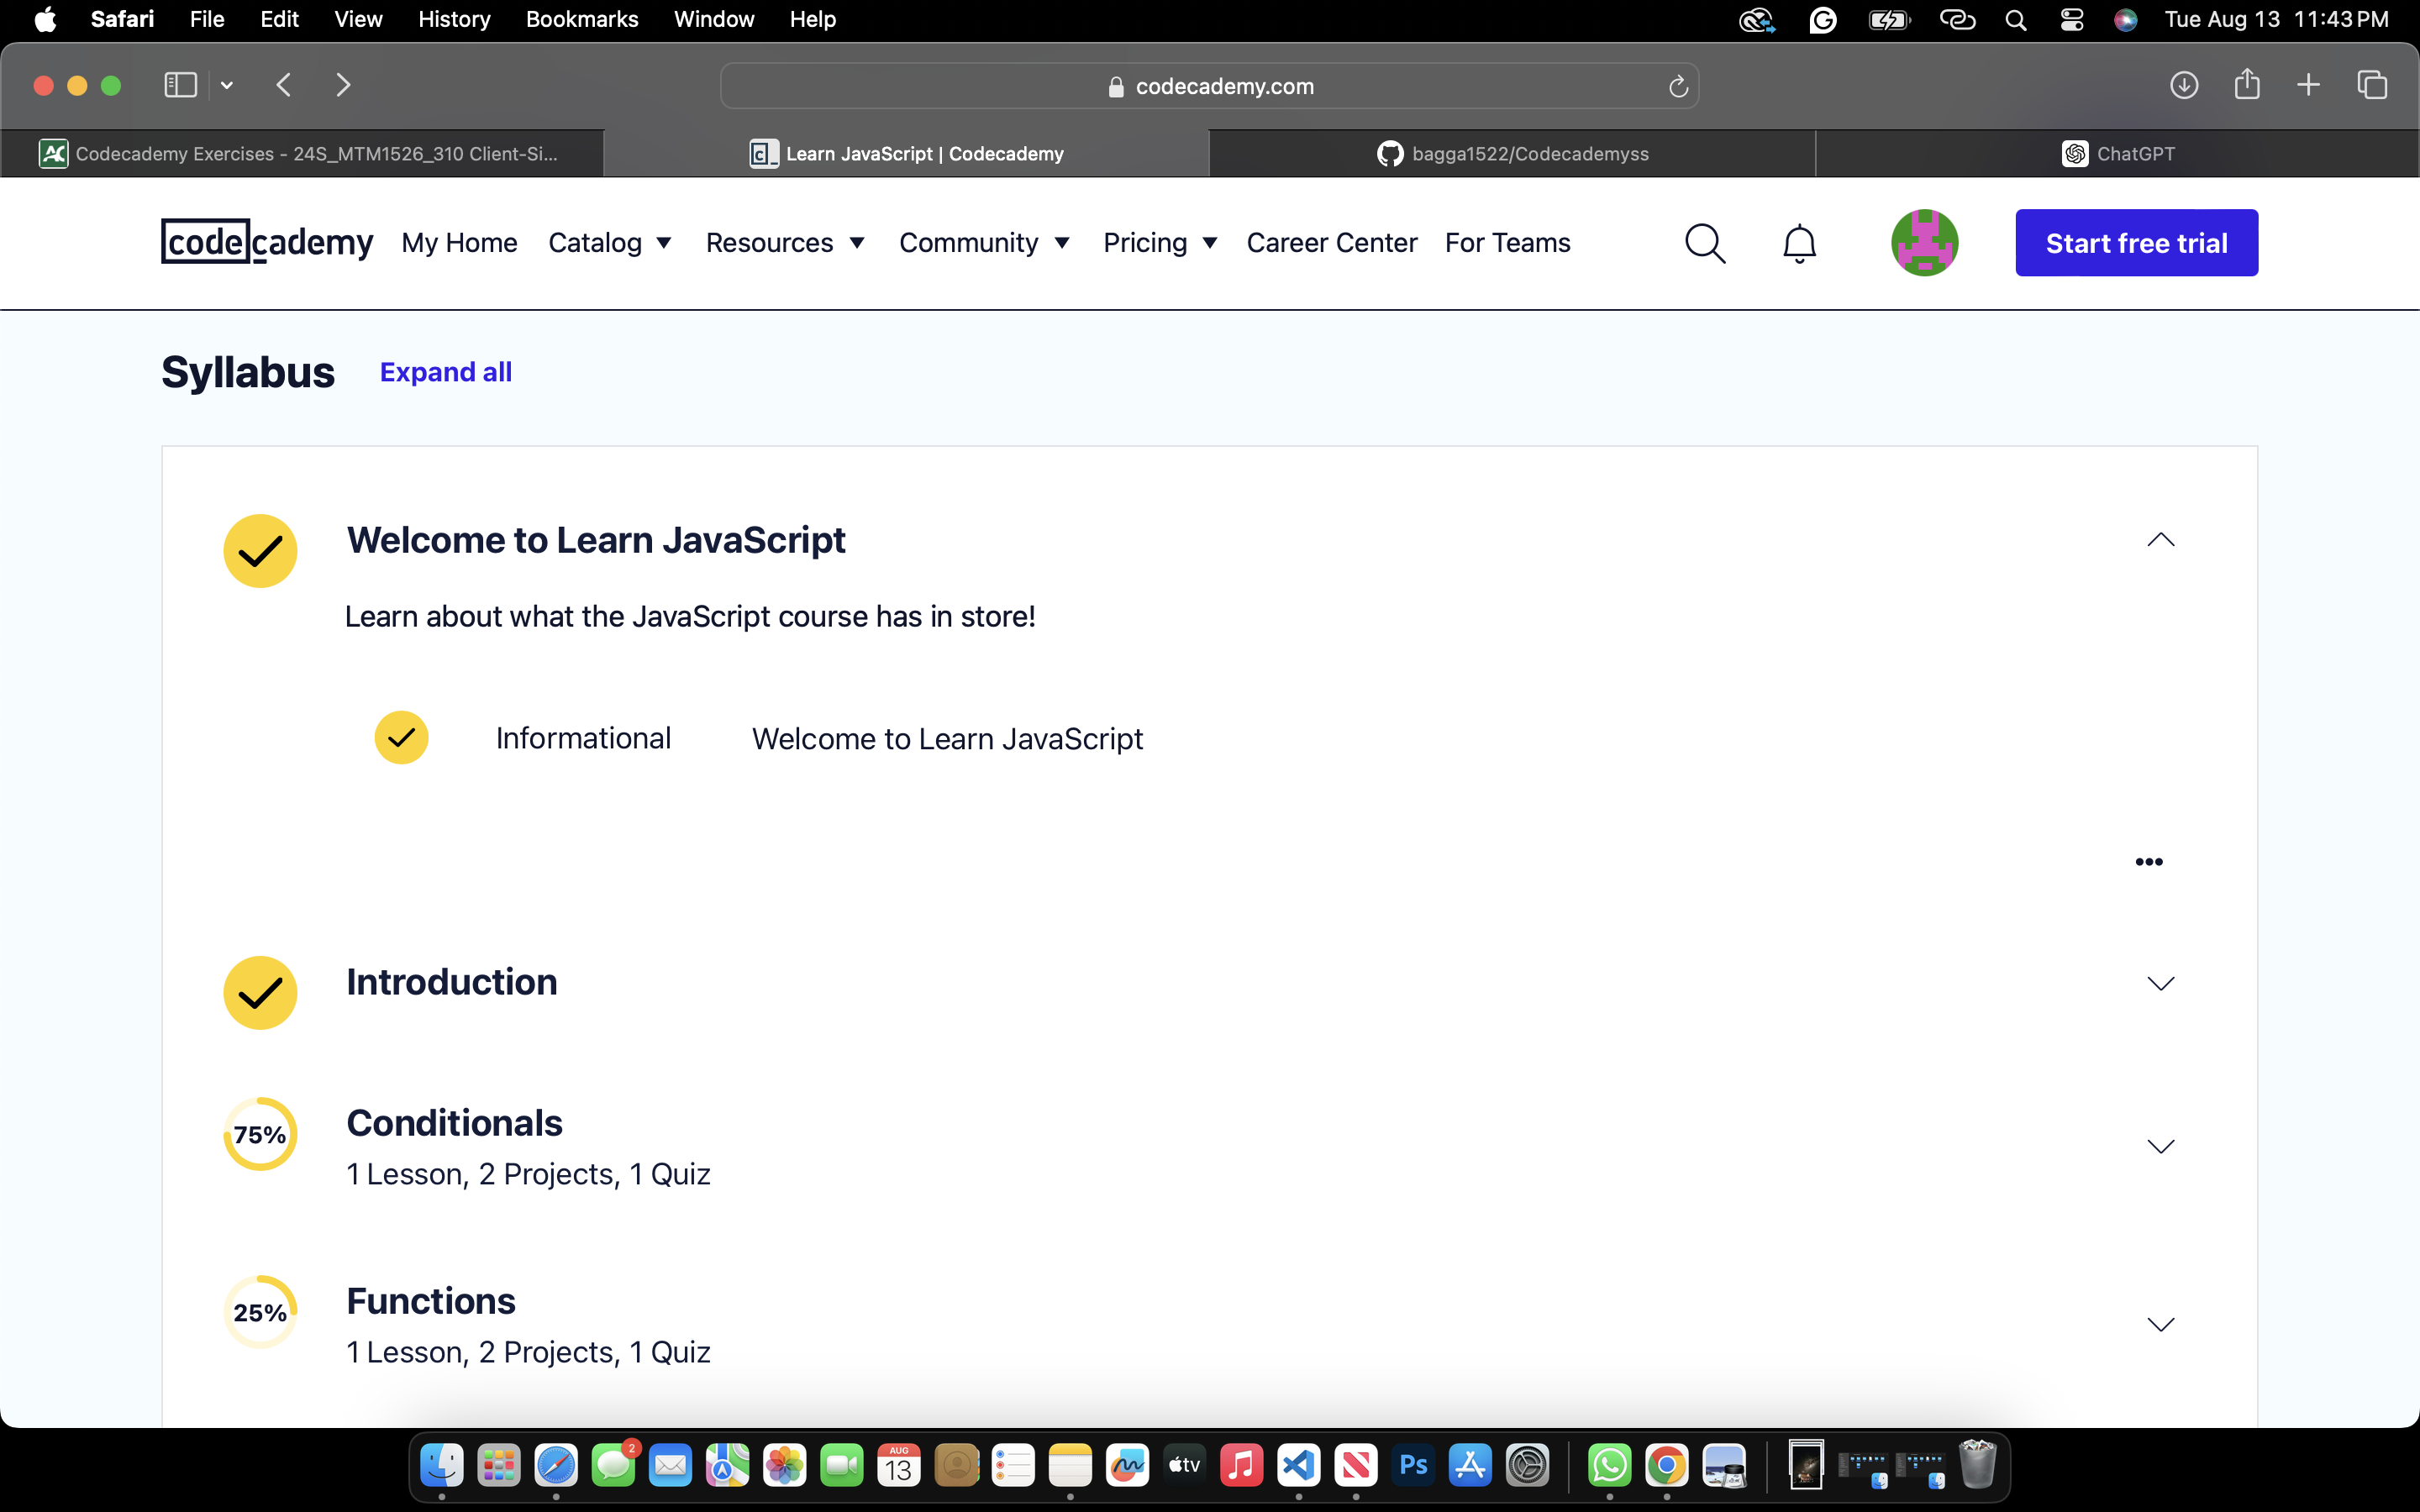 Safari File Edit View History Bookmarks Window Help Tue Aug 13 11:43 PM
codecademy.com
Codecademy Exercises - 24S_MTM1526_310 Client-Si... Learn JavaScript | Codecademy bagga1522/Codecademyss ChatGPT
codecademy My Home Catalog Resources Community Pricing Career Center For Teams Start free trial
Syllabus Expand all
Welcome to Learn JavaScript
Learn about what the JavaScript course has in store!
Informational Welcome to Learn JavaScript
Introduction
75% Conditionals
1 Lesson, 2 Projects, 1 Quiz
25% Functions
1 Lesson, 2 Projects, 1 Quiz
2 AUG 13 tv Ps